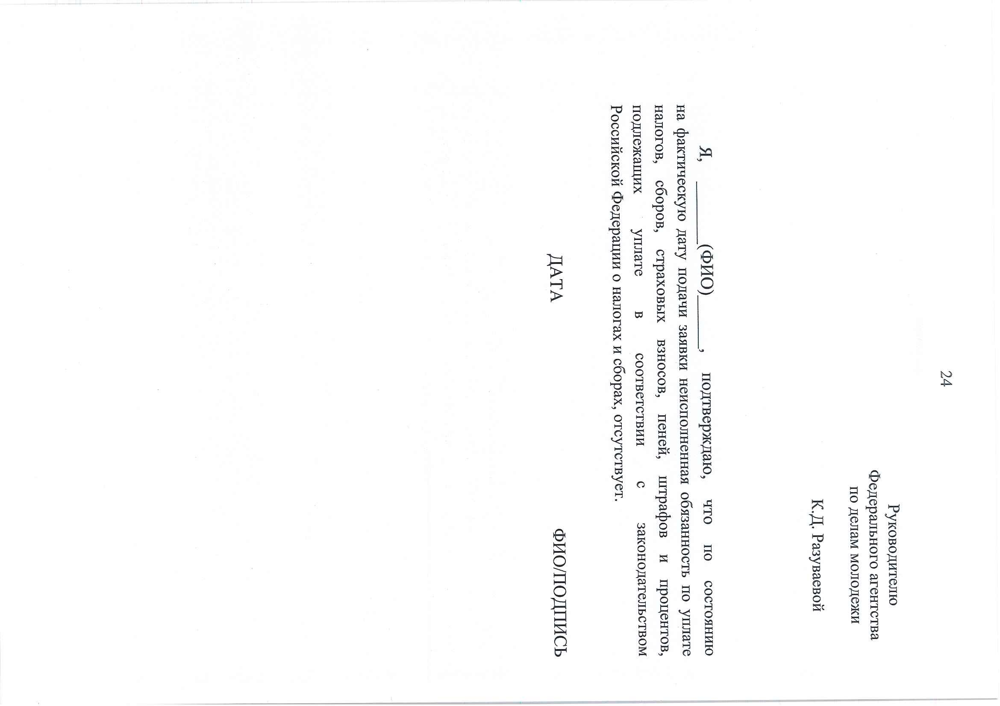 24
Руководителю
Федерального агентства
по делам молодежи
К.Д. Разуваевой
Я, ________(ФИО)_______, подтверждаю, что по состоянию
на фактическую дату подачи заявки неисполненная обязанность по уплате
налогов, сборов, страховых взносов, пеней, штрафов и процентов,
подлежащих уплате в соответствии с законодательством
Российской Федерации о налогах и сборах, отсутствует.
ДАТА ФИО/ПОДПИСЬ